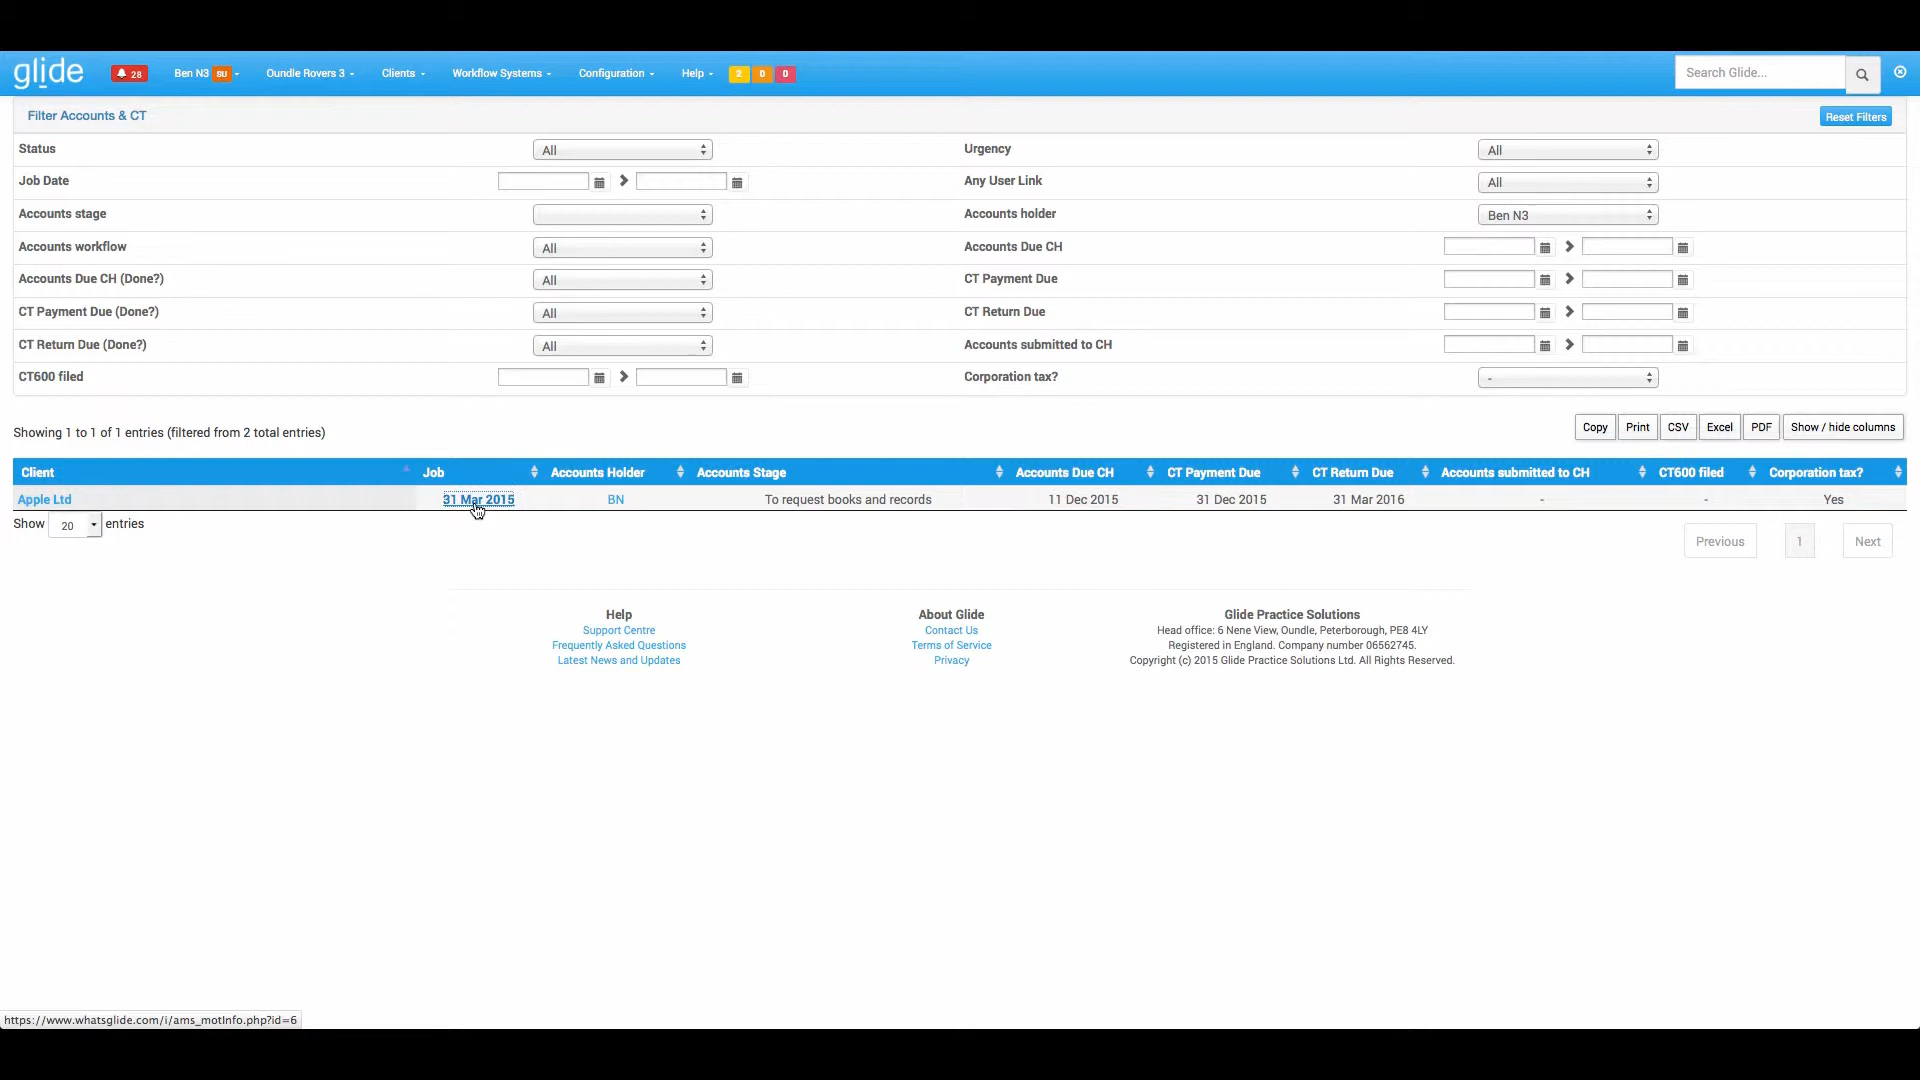 glide 28 Ben N3 SU Oundle Rovers 3 Clients Workflow Systems Configuration Help 2 0 0 Search Glide...
Filter Accounts & CT Reset Filters
Status All Urgency All
Job Date Any User Link All
Accounts stage Accounts holder Ben N3
Accounts workflow All Accounts Due CH
Accounts Due CH (Done?) All CT Payment Due
CT Payment Due (Done?) All CT Return Due
CT Return Due (Done?) All Accounts submitted to CH
CT600 filed Corporation tax? -
Showing 1 to 1 of 1 entries (filtered from 2 total entries) Copy Print CSV Excel PDF Show / hide columns
Client Job Accounts Holder Accounts Stage Accounts Due CH CT Payment Due CT Return Due Accounts submitted to CH CT600 filed Corporation tax?
Apple Ltd 31 Mar 2015 BN To request books and records 11 Dec 2015 31 Dec 2015 31 Mar 2016 - - Yes
Show 20 entries
Previous 1 Next
Help About Glide Glide Practice Solutions
Support Centre Contact Us Head office: 6 Nene View, Oundle, Peterborough, PE8 4LY
Frequently Asked Questions Terms of Service Registered in England. Company number 06562745.
Latest News and Updates Privacy Copyright (c) 2015 Glide Practice Solutions Ltd. All Rights Reserved.
https://www.whatsglide.com/i/ams_motInfo.php?id=6